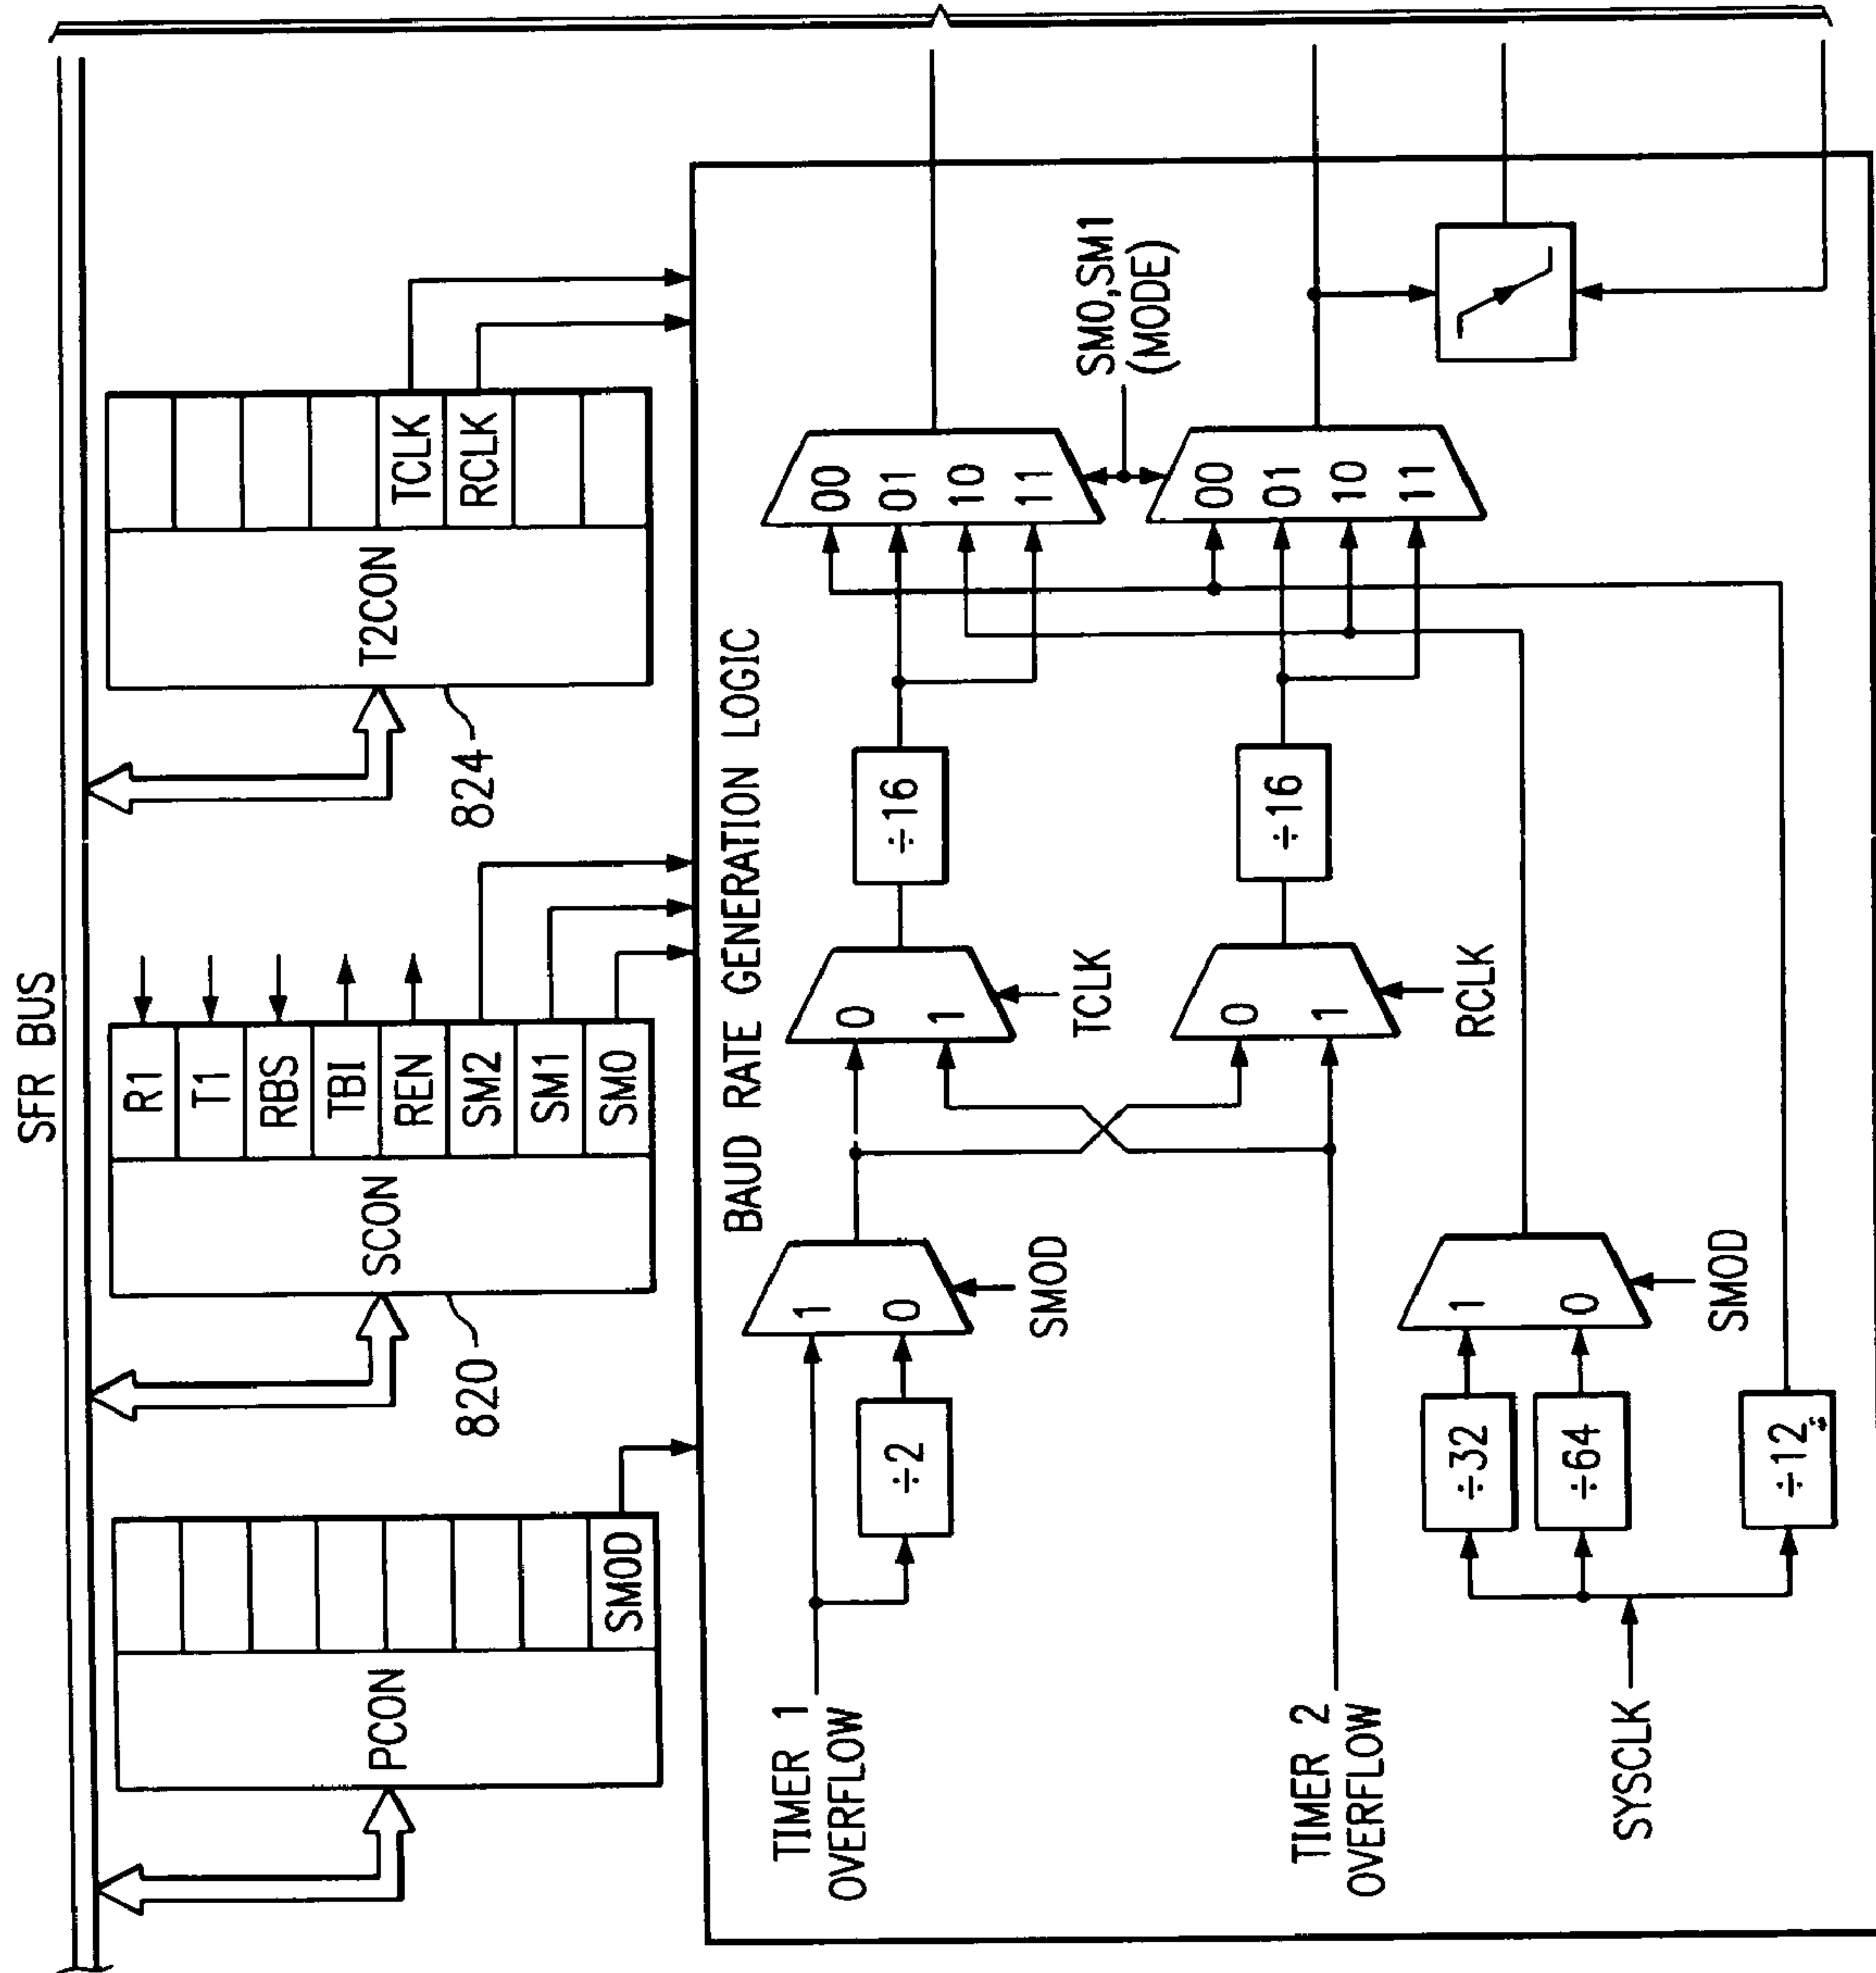 SFR BUS
PCON
SMOD
SCON
R1
T1
RBS
TBI
REN
SM2
SM1
SM0
820
T2CON
TCLK
RCLK
824
BAUD RATE GENERATION LOGIC
TIMER 1
OVERFLOW
÷2
1
0
SMOD
0
1
TCLK
÷16
00
01
10
11
SM0,SM1
(MODE)
TIMER 2
OVERFLOW
0
1
RCLK
÷16
00
01
10
11
SYSCLK
÷32
÷64
÷12
1
0
SMOD